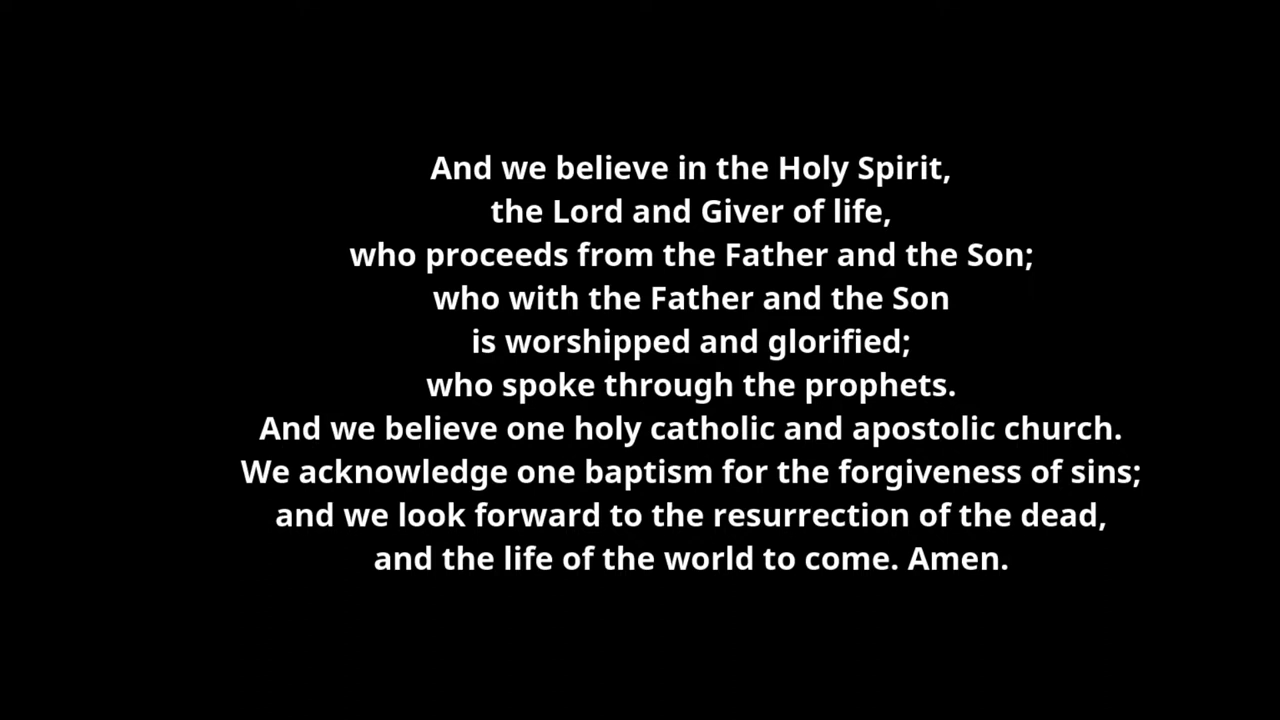 And we believe in the Holy Spirit,
the Lord and Giver of life,
who proceeds from the Father and the Son;
who with the Father and the Son
is worshipped and glorified;
who spoke through the prophets.
And we believe one holy catholic and apostolic church.
We acknowledge one baptism for the forgiveness of sins;
and we look forward to the resurrection of the dead,
and the life of the world to come. Amen.